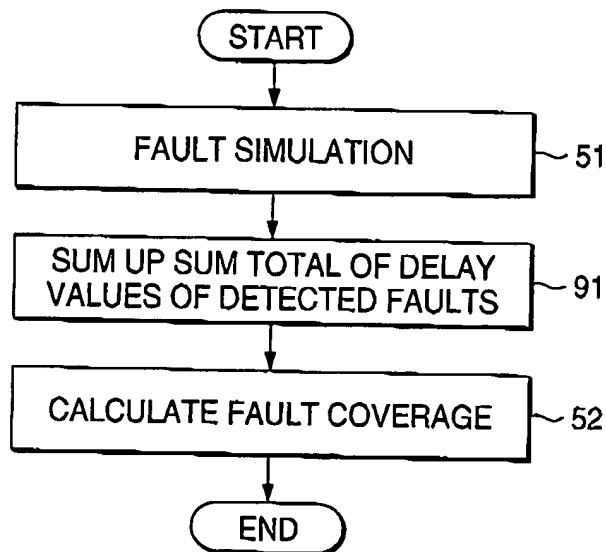 START
FAULT SIMULATION
51
SUM UP SUM TOTAL OF DELAY
VALUES OF DETECTED FAULTS
91
CALCULATE FAULT COVERAGE
52
END